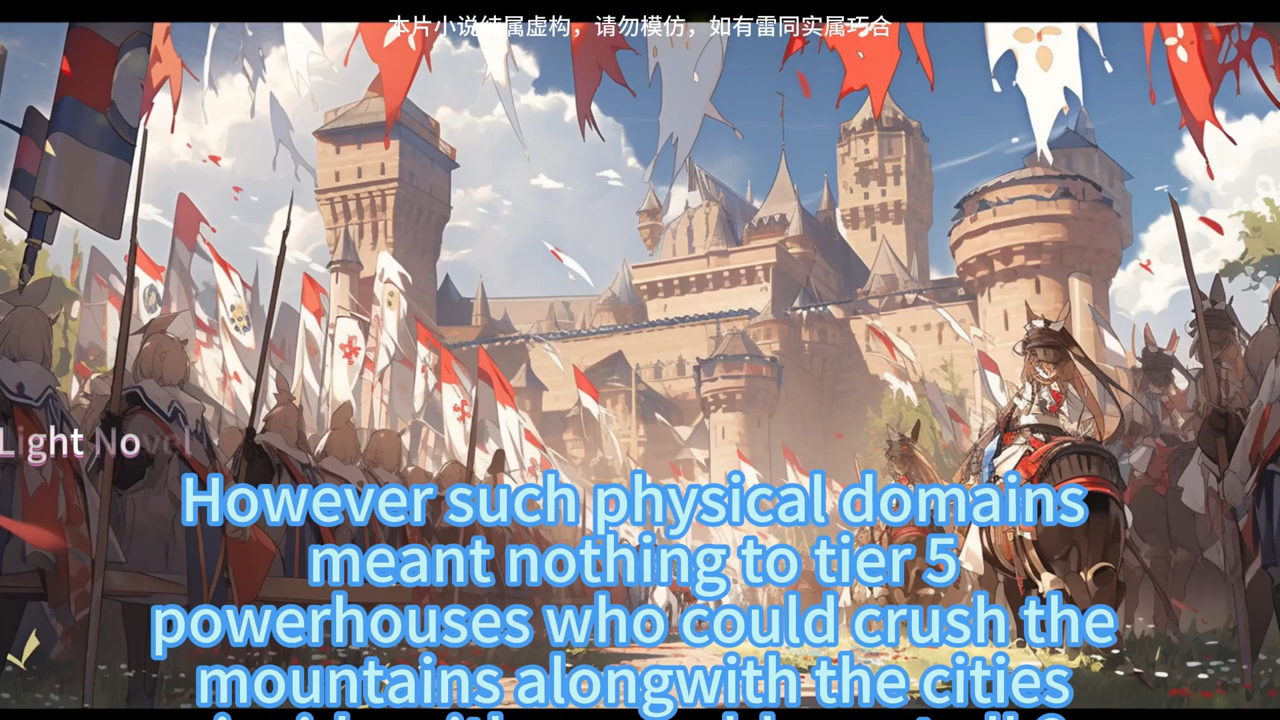 本片小说纯属虚构，请勿模仿，如有雷同实属巧合
Light Novel
However such physical domains
meant nothing to tier 5
powerhouses who could crush the
mountains alongwith the cities